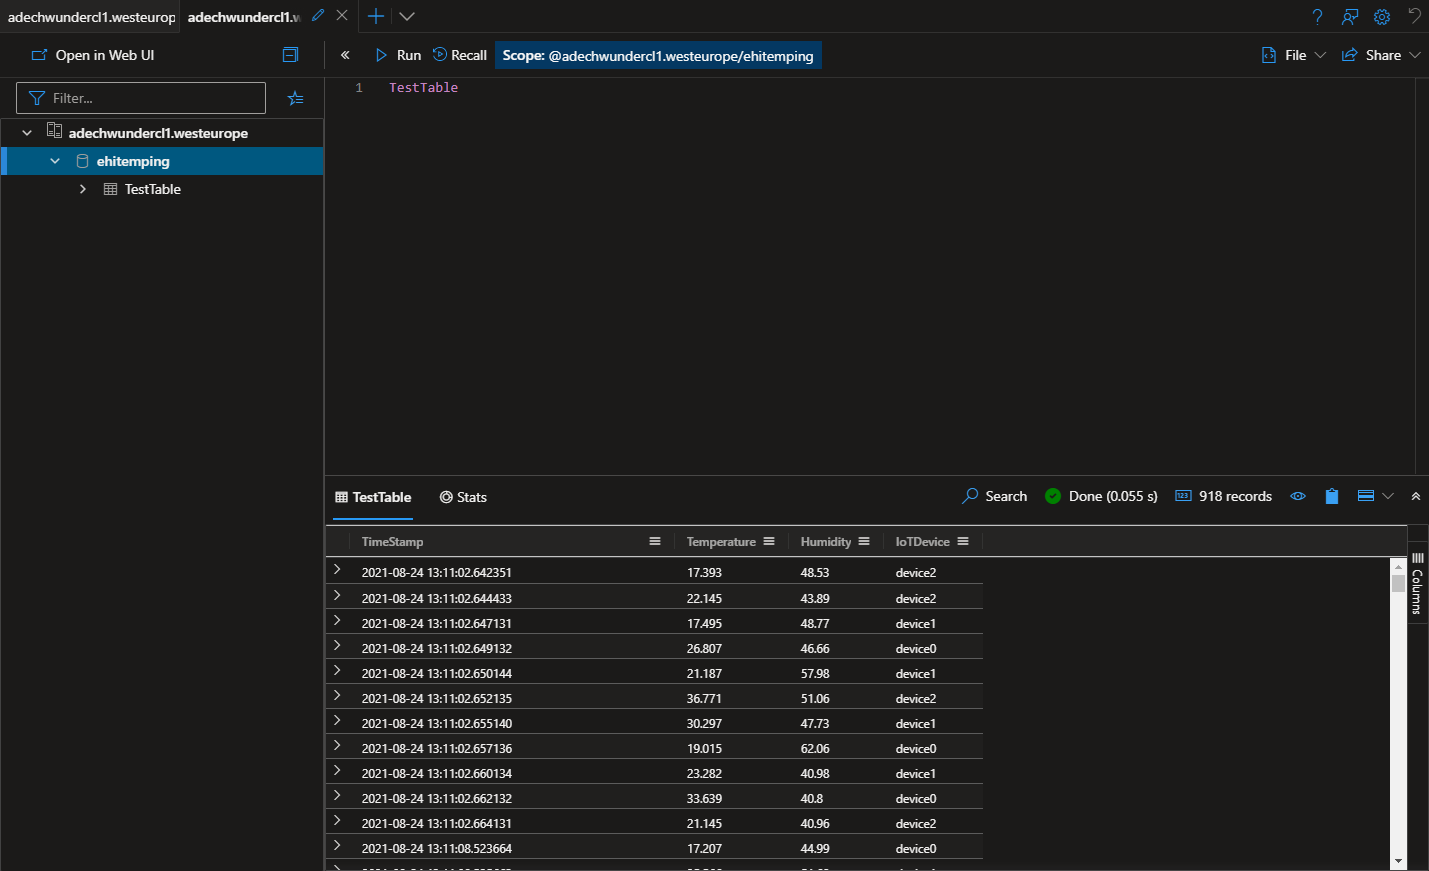 adechwundercl1.westeurop
adechwundercl1.w
Open in Web UI
Run
Recall
Scope: @adechwundercl1.westeurope/ehitemping
File
Share
Filter...
adechwundercl1.westeurope
ehitemping
TestTable
1 TestTable
TestTable
Stats
Search
Done (0.055 s)
123
918 records
TimeStamp Temperature Humidity IoTDevice
2021-08-24 13:11:02.642351 17.393 48.53 device2
2021-08-24 13:11:02.644433 22.145 43.89 device2
2021-08-24 13:11:02.647131 17.495 48.77 device1
2021-08-24 13:11:02.649132 26.807 46.66 device0
2021-08-24 13:11:02.650144 21.187 57.98 device1
2021-08-24 13:11:02.652135 36.771 51.06 device2
2021-08-24 13:11:02.655140 30.297 47.73 device1
2021-08-24 13:11:02.657136 19.015 62.06 device0
2021-08-24 13:11:02.660134 23.282 40.98 device1
2021-08-24 13:11:02.662132 33.639 40.8 device0
2021-08-24 13:11:02.664131 21.145 40.96 device2
2021-08-24 13:11:08.523664 17.207 44.99 device0
Columns